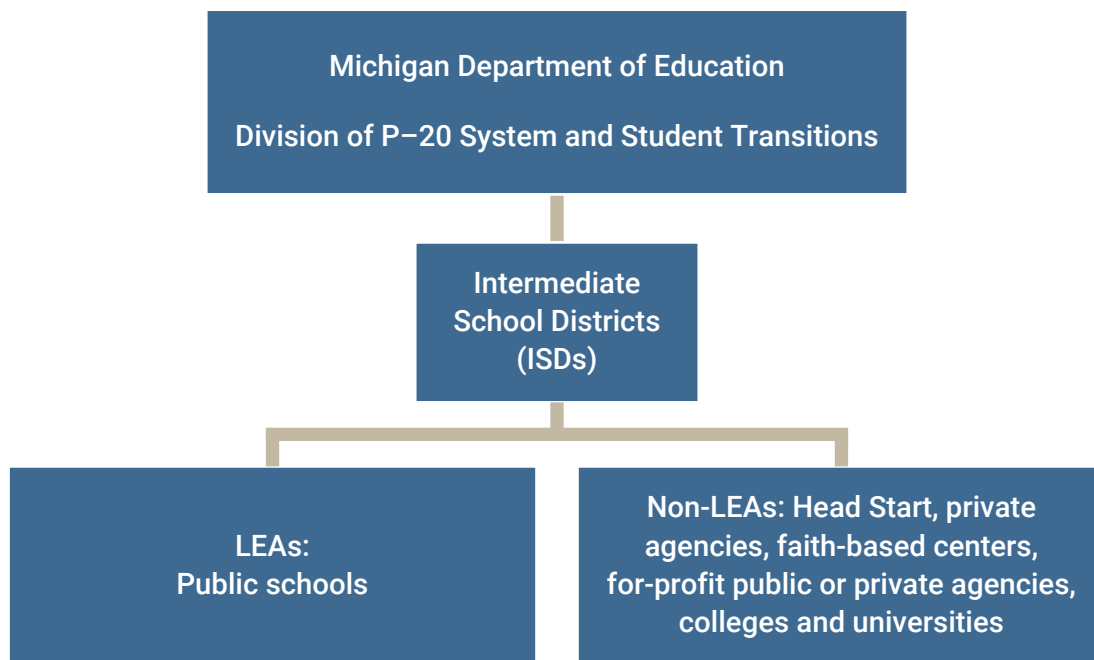 Michigan Department of Education
Division of P–20 System and Student Transitions
Intermediate
School Districts
(ISDs)
LEAs:
Public schools
Non-LEAs: Head Start, private
agencies, faith-based centers,
for-profit public or private agencies,
colleges and universities